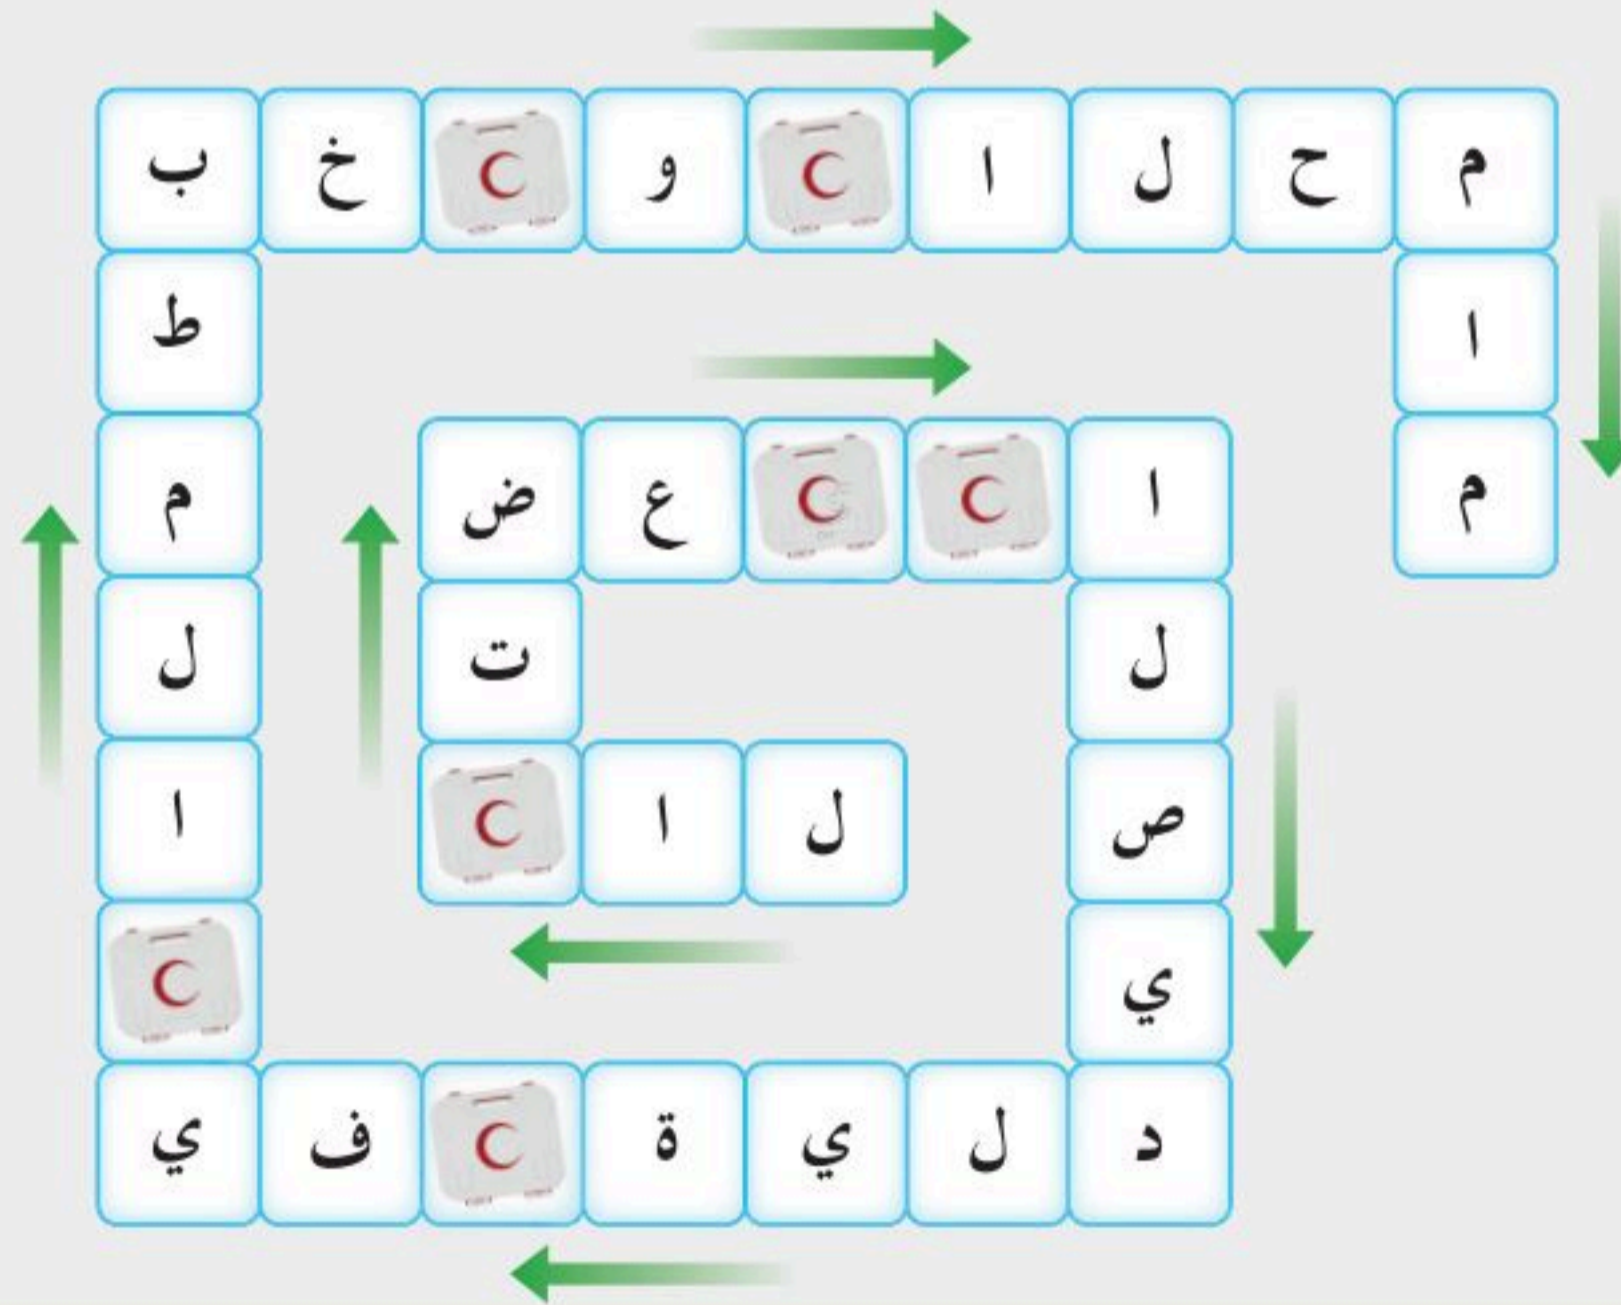 ل ا
ت ض ع
ا ل ص ي د ل ي ة
ف ي
ا ل م ط ب خ
و
ا ل ح م ا م